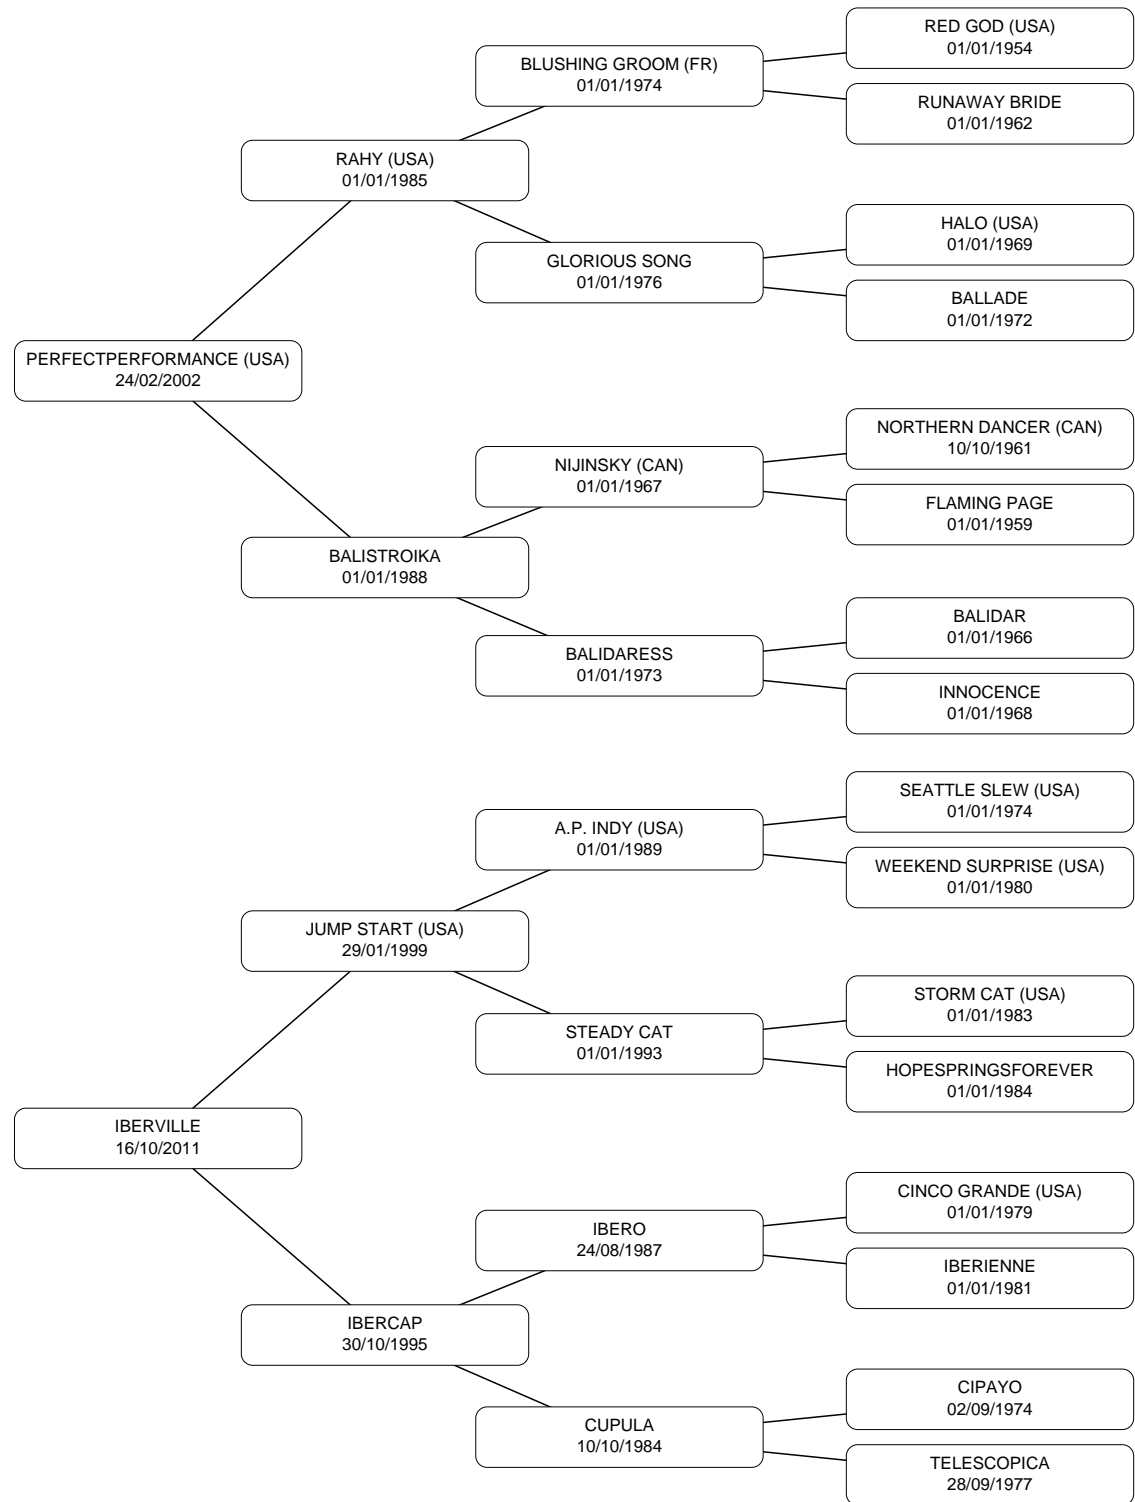 RED GOD (USA)
01/01/1954
BLUSHING GROOM (FR)
01/01/1974
RUNAWAY BRIDE
01/01/1962
RAHY (USA)
01/01/1985
HALO (USA)
01/01/1969
GLORIOUS SONG
01/01/1976
BALLADE
01/01/1972
PERFECTPERFORMANCE (USA)
24/02/2002
NORTHERN DANCER (CAN)
10/10/1961
NIJINSKY (CAN)
01/01/1967
FLAMING PAGE
01/01/1959
BALISTROIKA
01/01/1988
BALIDAR
01/01/1966
BALIDARESS
01/01/1973
INNOCENCE
01/01/1968
SEATTLE SLEW (USA)
01/01/1974
A.P. INDY (USA)
01/01/1989
WEEKEND SURPRISE (USA)
01/01/1980
JUMP START (USA)
29/01/1999
STORM CAT (USA)
01/01/1983
STEADY CAT
01/01/1993
HOPESPRINGSFOREVER
01/01/1984
IBERVILLE
16/10/2011
CINCO GRANDE (USA)
01/01/1979
IBERO
24/08/1987
IBERIENNE
01/01/1981
IBERCAP
30/10/1995
CIPAYO
02/09/1974
CUPULA
10/10/1984
TELESCOPICA
28/09/1977